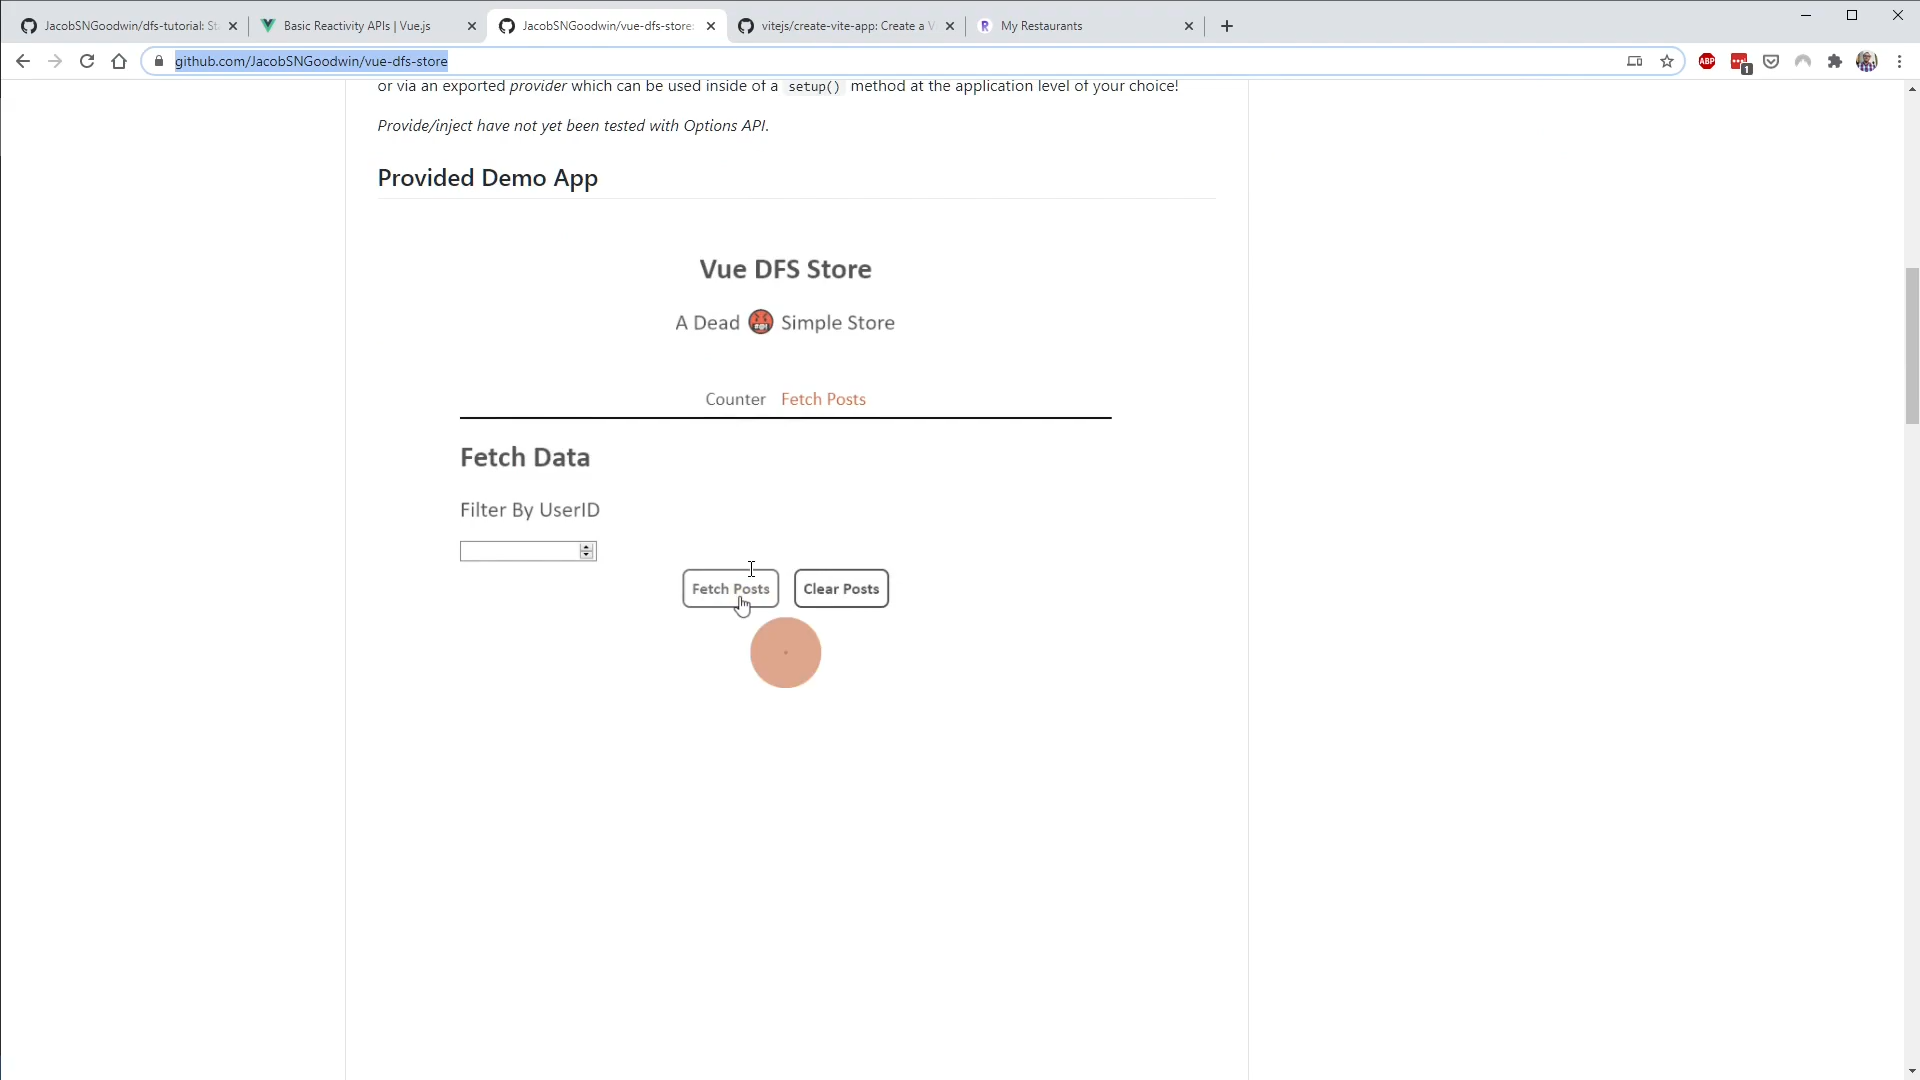 JacobSNGoodwin/dfs-tutorial: St
Basic Reactivity APIs | Vue.js
JacobSNGoodwin/vue-dfs-store:
vitejs/create-vite-app: Create a V
My Restaurants
github.com/JacobSNGoodwin/vue-dfs-store
ABP
1
or via an exported provider which can be used inside of a setup() method at the application level of your choice!
Provide/inject have not yet been tested with Options API.
Provided Demo App
Vue DFS Store
A Dead 🤬 Simple Store
Counter Fetch Posts
Fetch Data
Filter By UserID
Fetch Posts Clear Posts